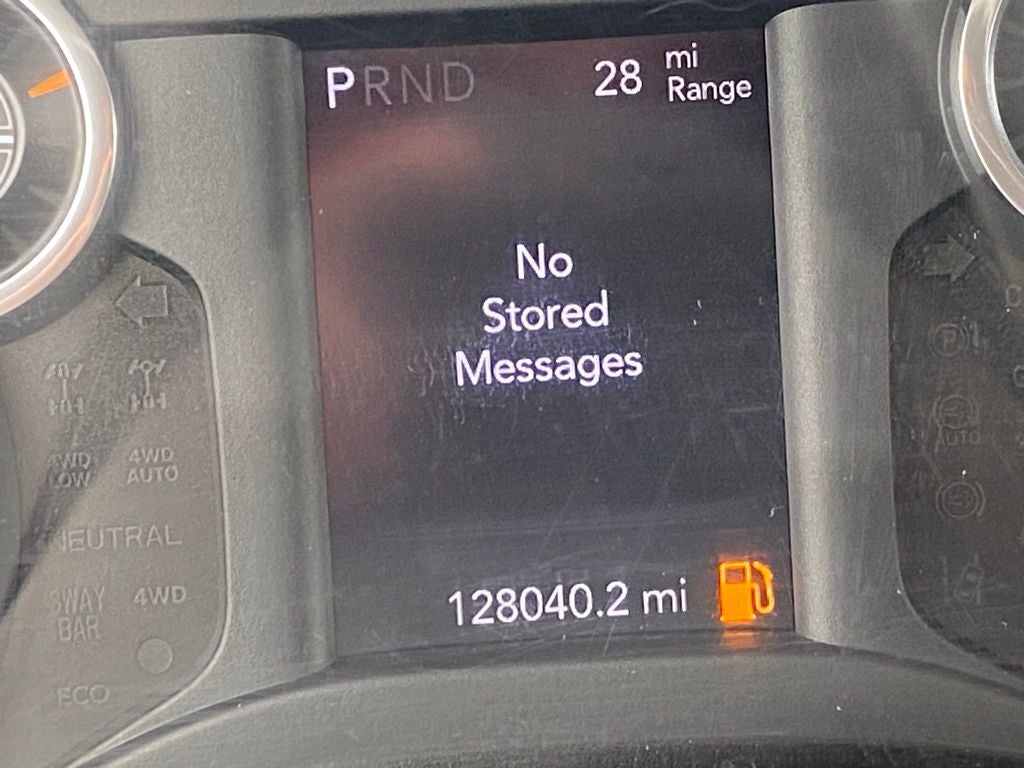 PRND
28 mi
Range
No
Stored
Messages
128040.2 mi
4WD
LOW
4WD
AUTO
NEUTRAL
SWAY
BAR
4WD
ECO
P
AUTO